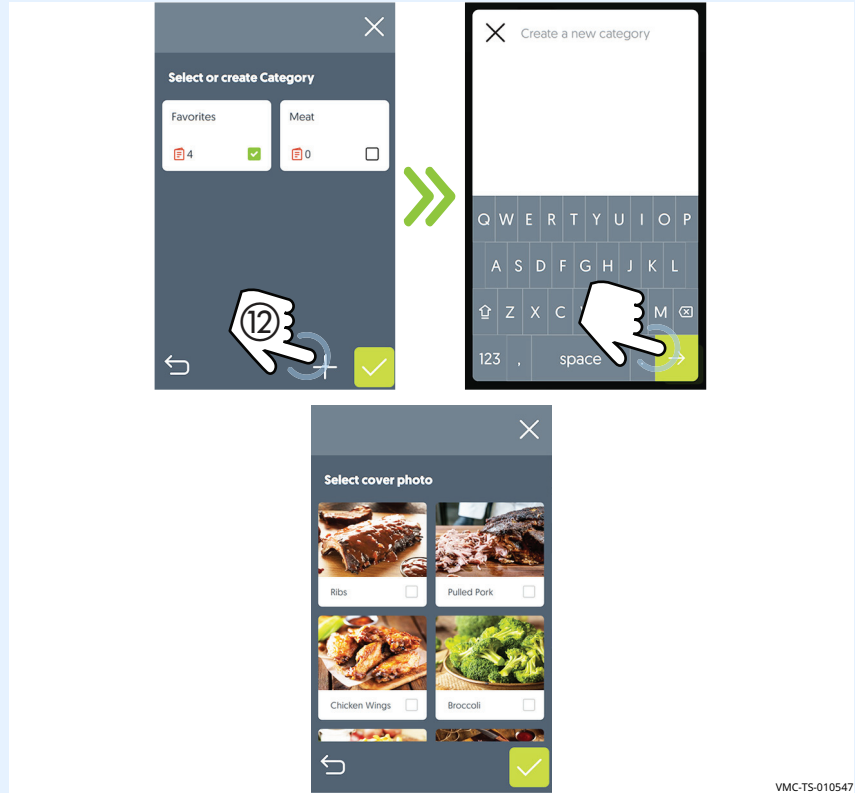 Select or create Category
Favorites
Meat
4
0
12
Create a new category
Q W E R T Y U I O P
A S D F G H J K L
Z X C M
123 , space
Select cover photo
Ribs
Pulled Pork
Chicken Wings
Broccoli
VMC-TS-010547